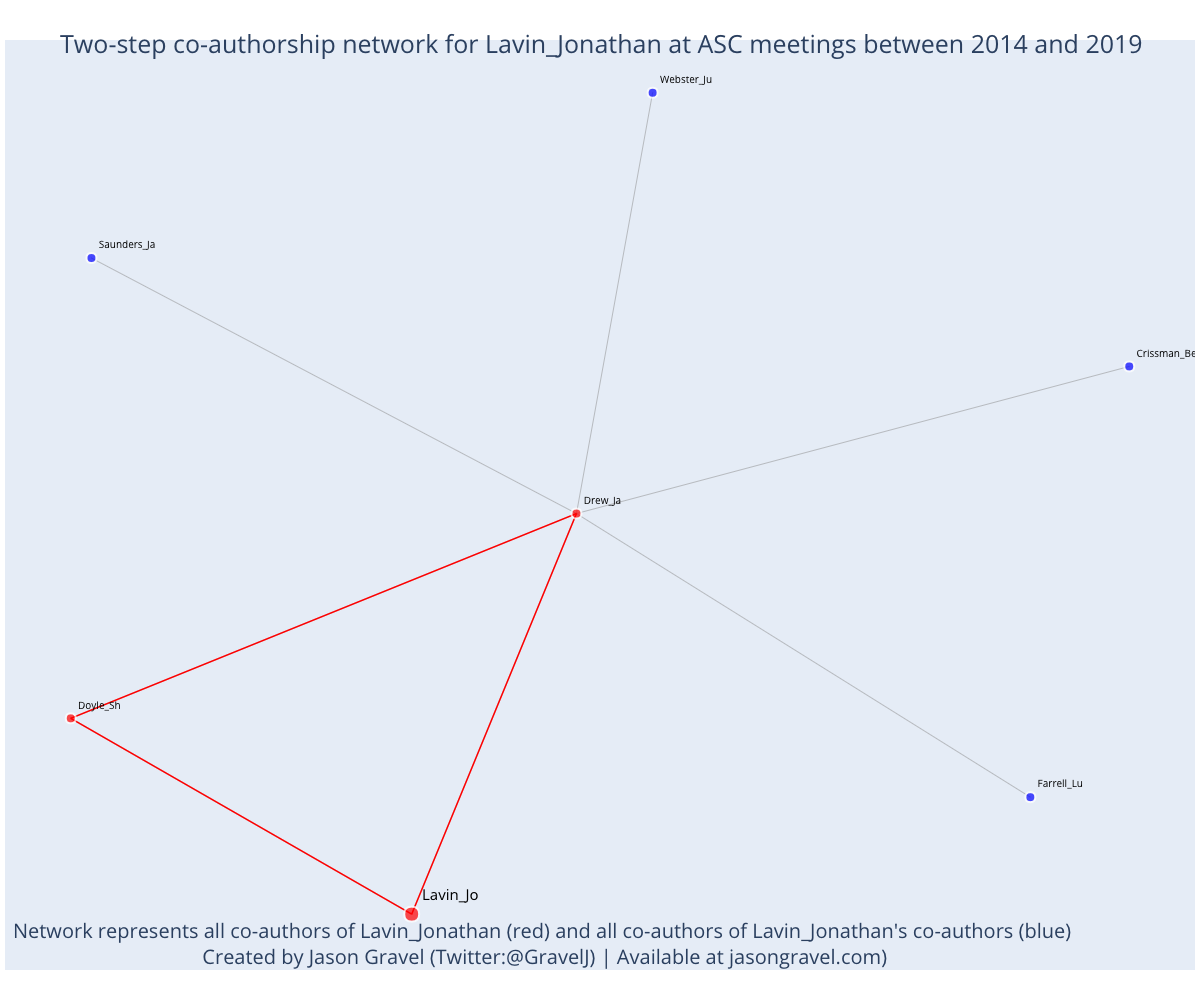 Two-step co-authorship network for Lavin_Jonathan at ASC meetings between 2014 and 2019
Webster_Ju
Saunders_Ja
Crissman_Be
Drew_Ja
Doyle_Sh
Farrell_Lu
Lavin_Jo
Network represents all co-authors of Lavin_Jonathan (red) and all co-authors of Lavin_Jonathan's co-authors (blue)
Created by Jason Gravel (Twitter:@GravelJ) | Available at jasongravel.com)